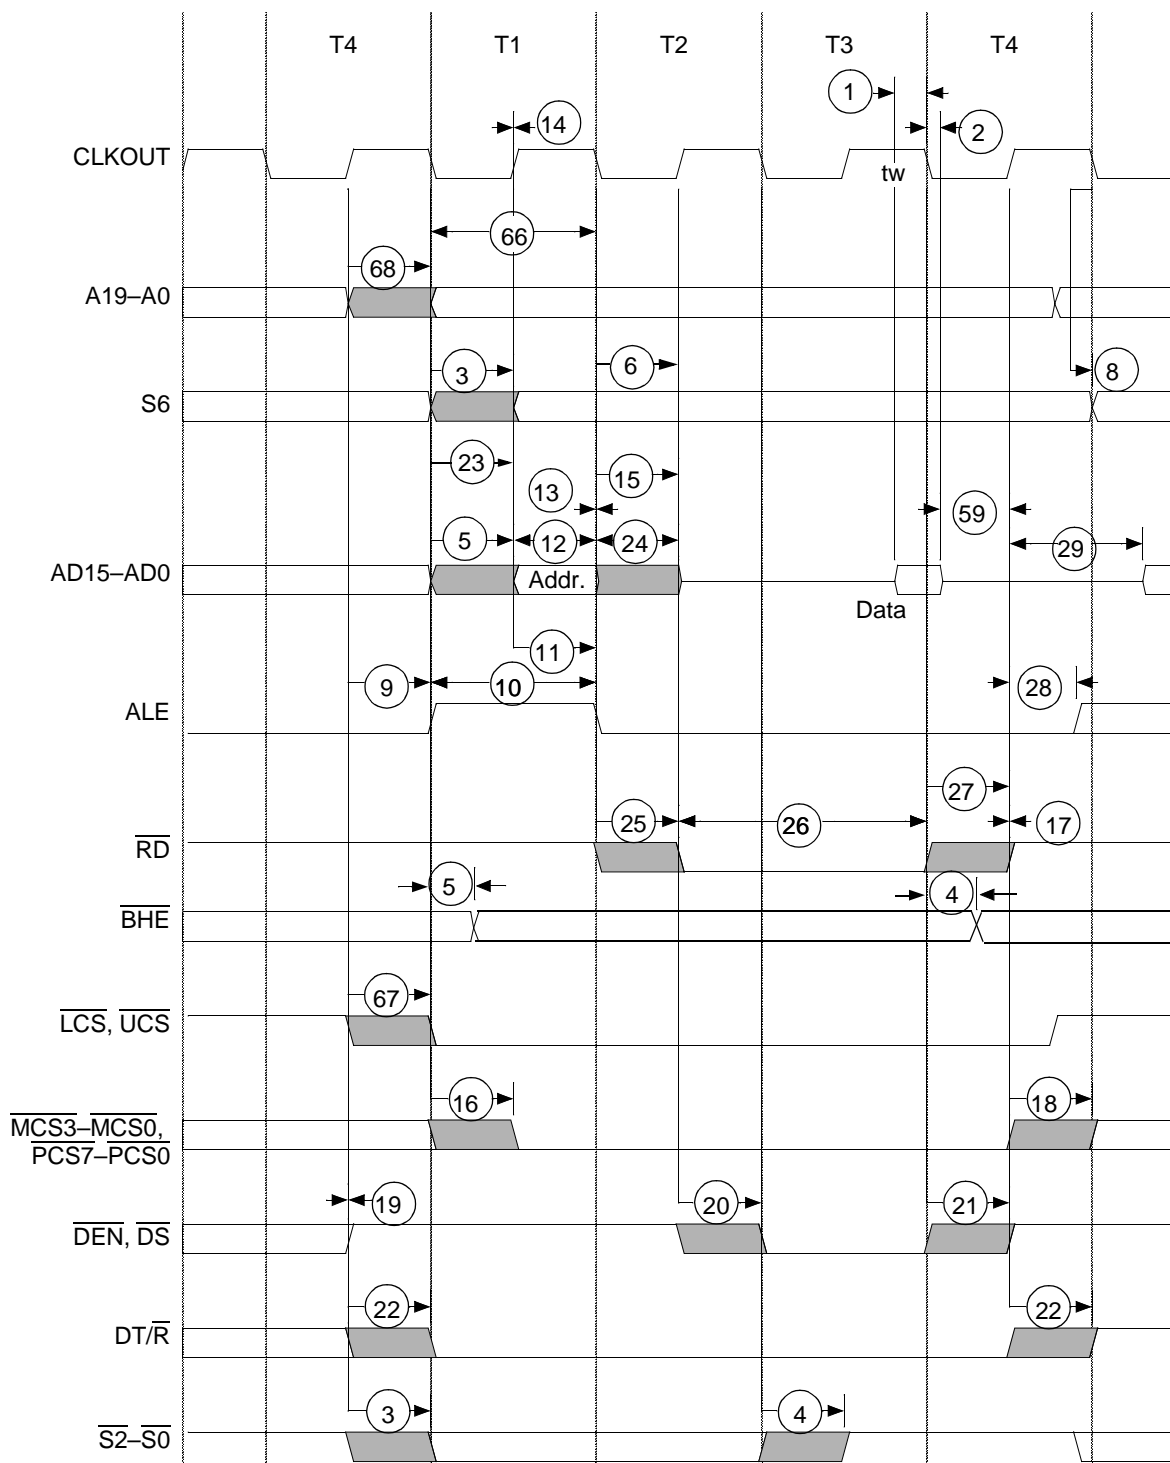 T4 T1 T2 T3 T4
1
14 2
CLKOUT
tw
66
68
A19–A0
3 6 8
S6
23 15
13 59
5 12 24 29
AD15–AD0 Addr.
Data
11
9 10 28
ALE
27
25 26 17
RD
5 4
BHE
67
LCS, UCS
16 18
MCS3–MCS0,
PCS7–PCS0
19 20 21
DEN, DS
22 22
DT/R
3 4
S2–S0